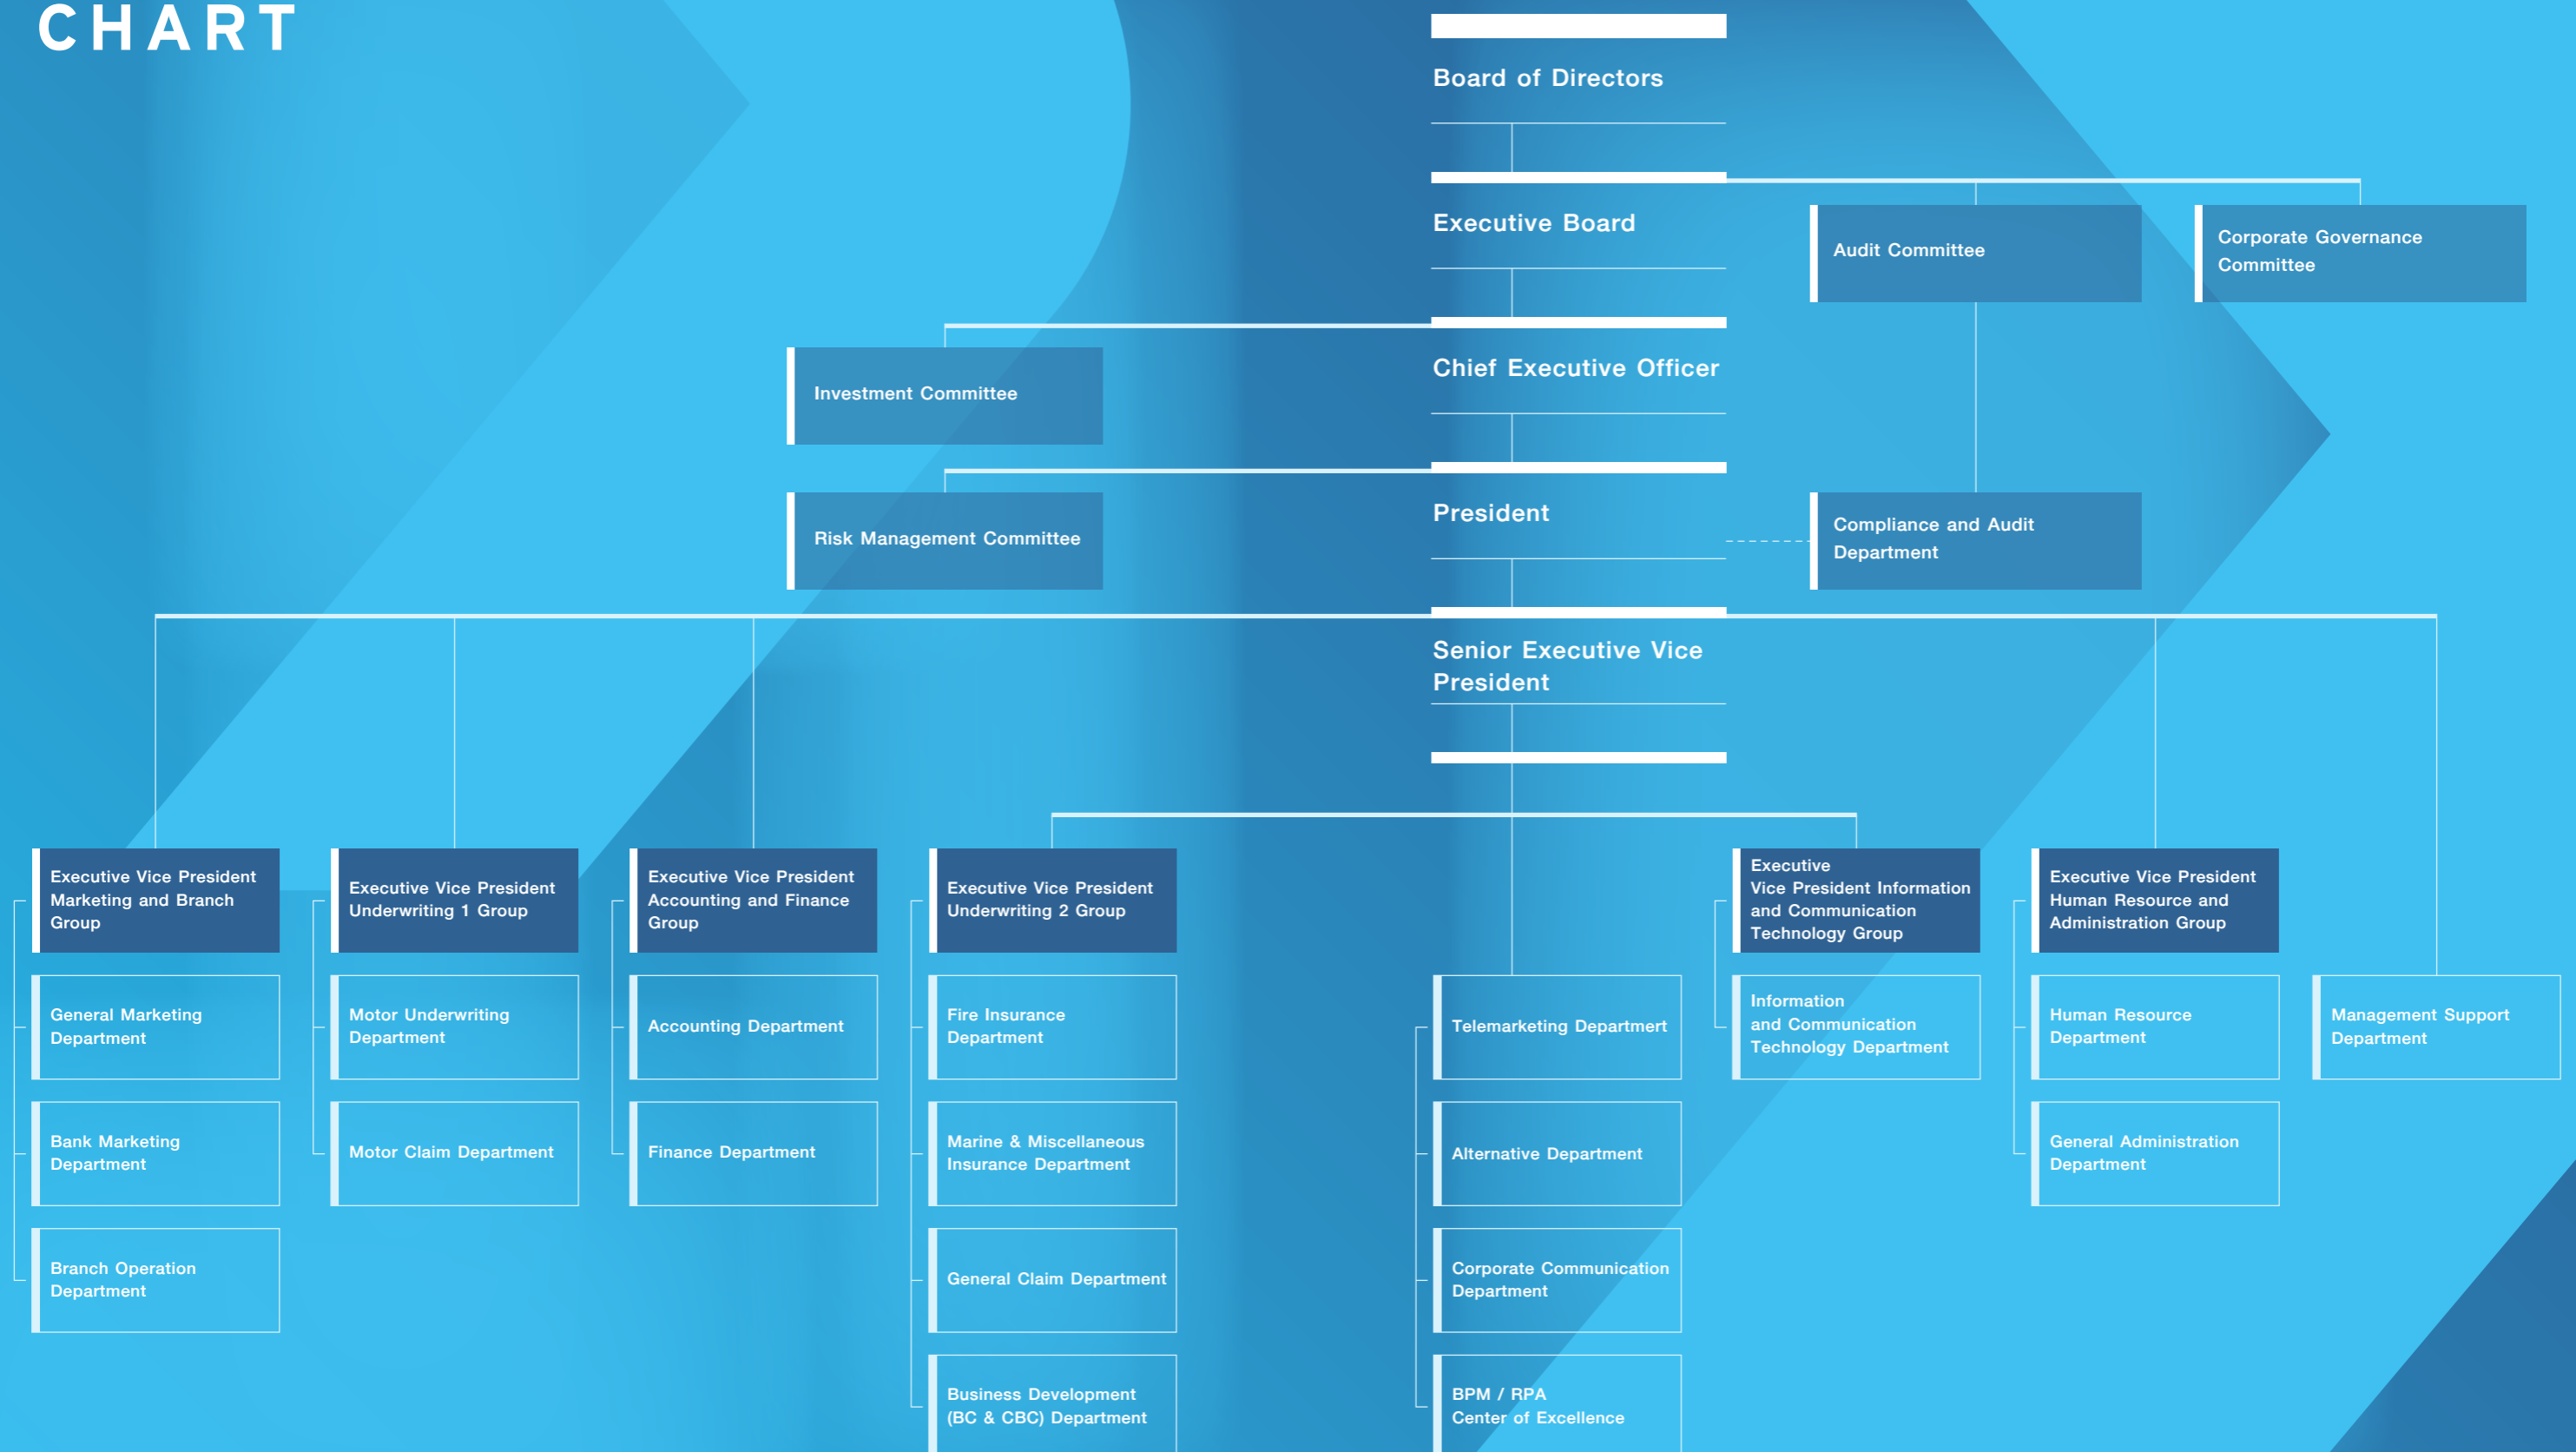 CHART
Board of Directors
Executive Board
Audit Committee
Corporate Governance
Committee
Chief Executive Officer
Investment Committee
President
Risk Management Committee
Compliance and Audit
Department
Senior Executive Vice
President
Executive Vice President
Marketing and Branch
Group
General Marketing
Department
Bank Marketing
Department
Branch Operation
Department
Executive Vice President
Underwriting 1 Group
Motor Underwriting
Department
Motor Claim Department
Executive Vice President
Accounting and Finance
Group
Accounting Department
Finance Department
Executive Vice President
Underwriting 2 Group
Fire Insurance
Department
Marine & Miscellaneous
Insurance Department
General Claim Department
Business Development
(BC & CBC) Department
Telemarketing Departmert
Alternative Department
Corporate Communication
Department
BPM / RPA
Center of Excellence
Executive
Vice President Information
and Communication
Technology Group
Information
and Communication
Technology Department
Executive Vice President
Human Resource and
Administration Group
Human Resource
Department
General Administration
Department
Management Support
Department